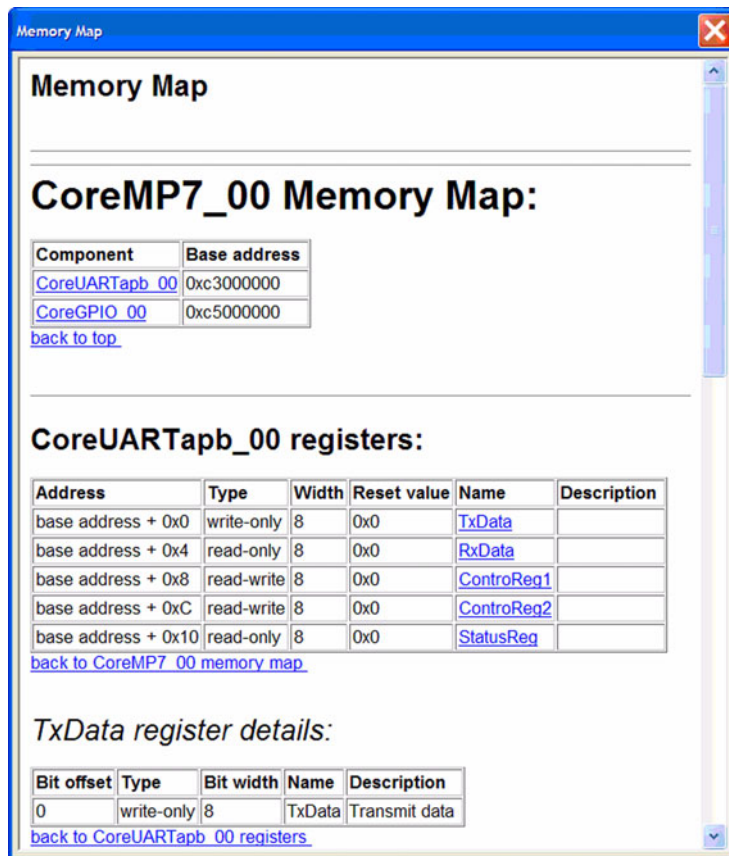 Memory Map
Memory Map
CoreMP7_00 Memory Map:
Component Base address
CoreUARTapb_00 0xc3000000
CoreGPIO_00 0xc5000000
back to top
CoreUARTapb_00 registers:
Address Type Width Reset value Name Description
base address + 0x0 write-only 8 0x0 TxData
base address + 0x4 read-only 8 0x0 RxData
base address + 0x8 read-write 8 0x0 ControReg1
base address + 0xC read-write 8 0x0 ControReg2
base address + 0x10 read-only 8 0x0 StatusReg
back to CoreMP7_00 memory map
TxData register details:
Bit offset Type Bit width Name Description
0 write-only 8 TxData Transmit data
back to CoreUARTapb_00 registers